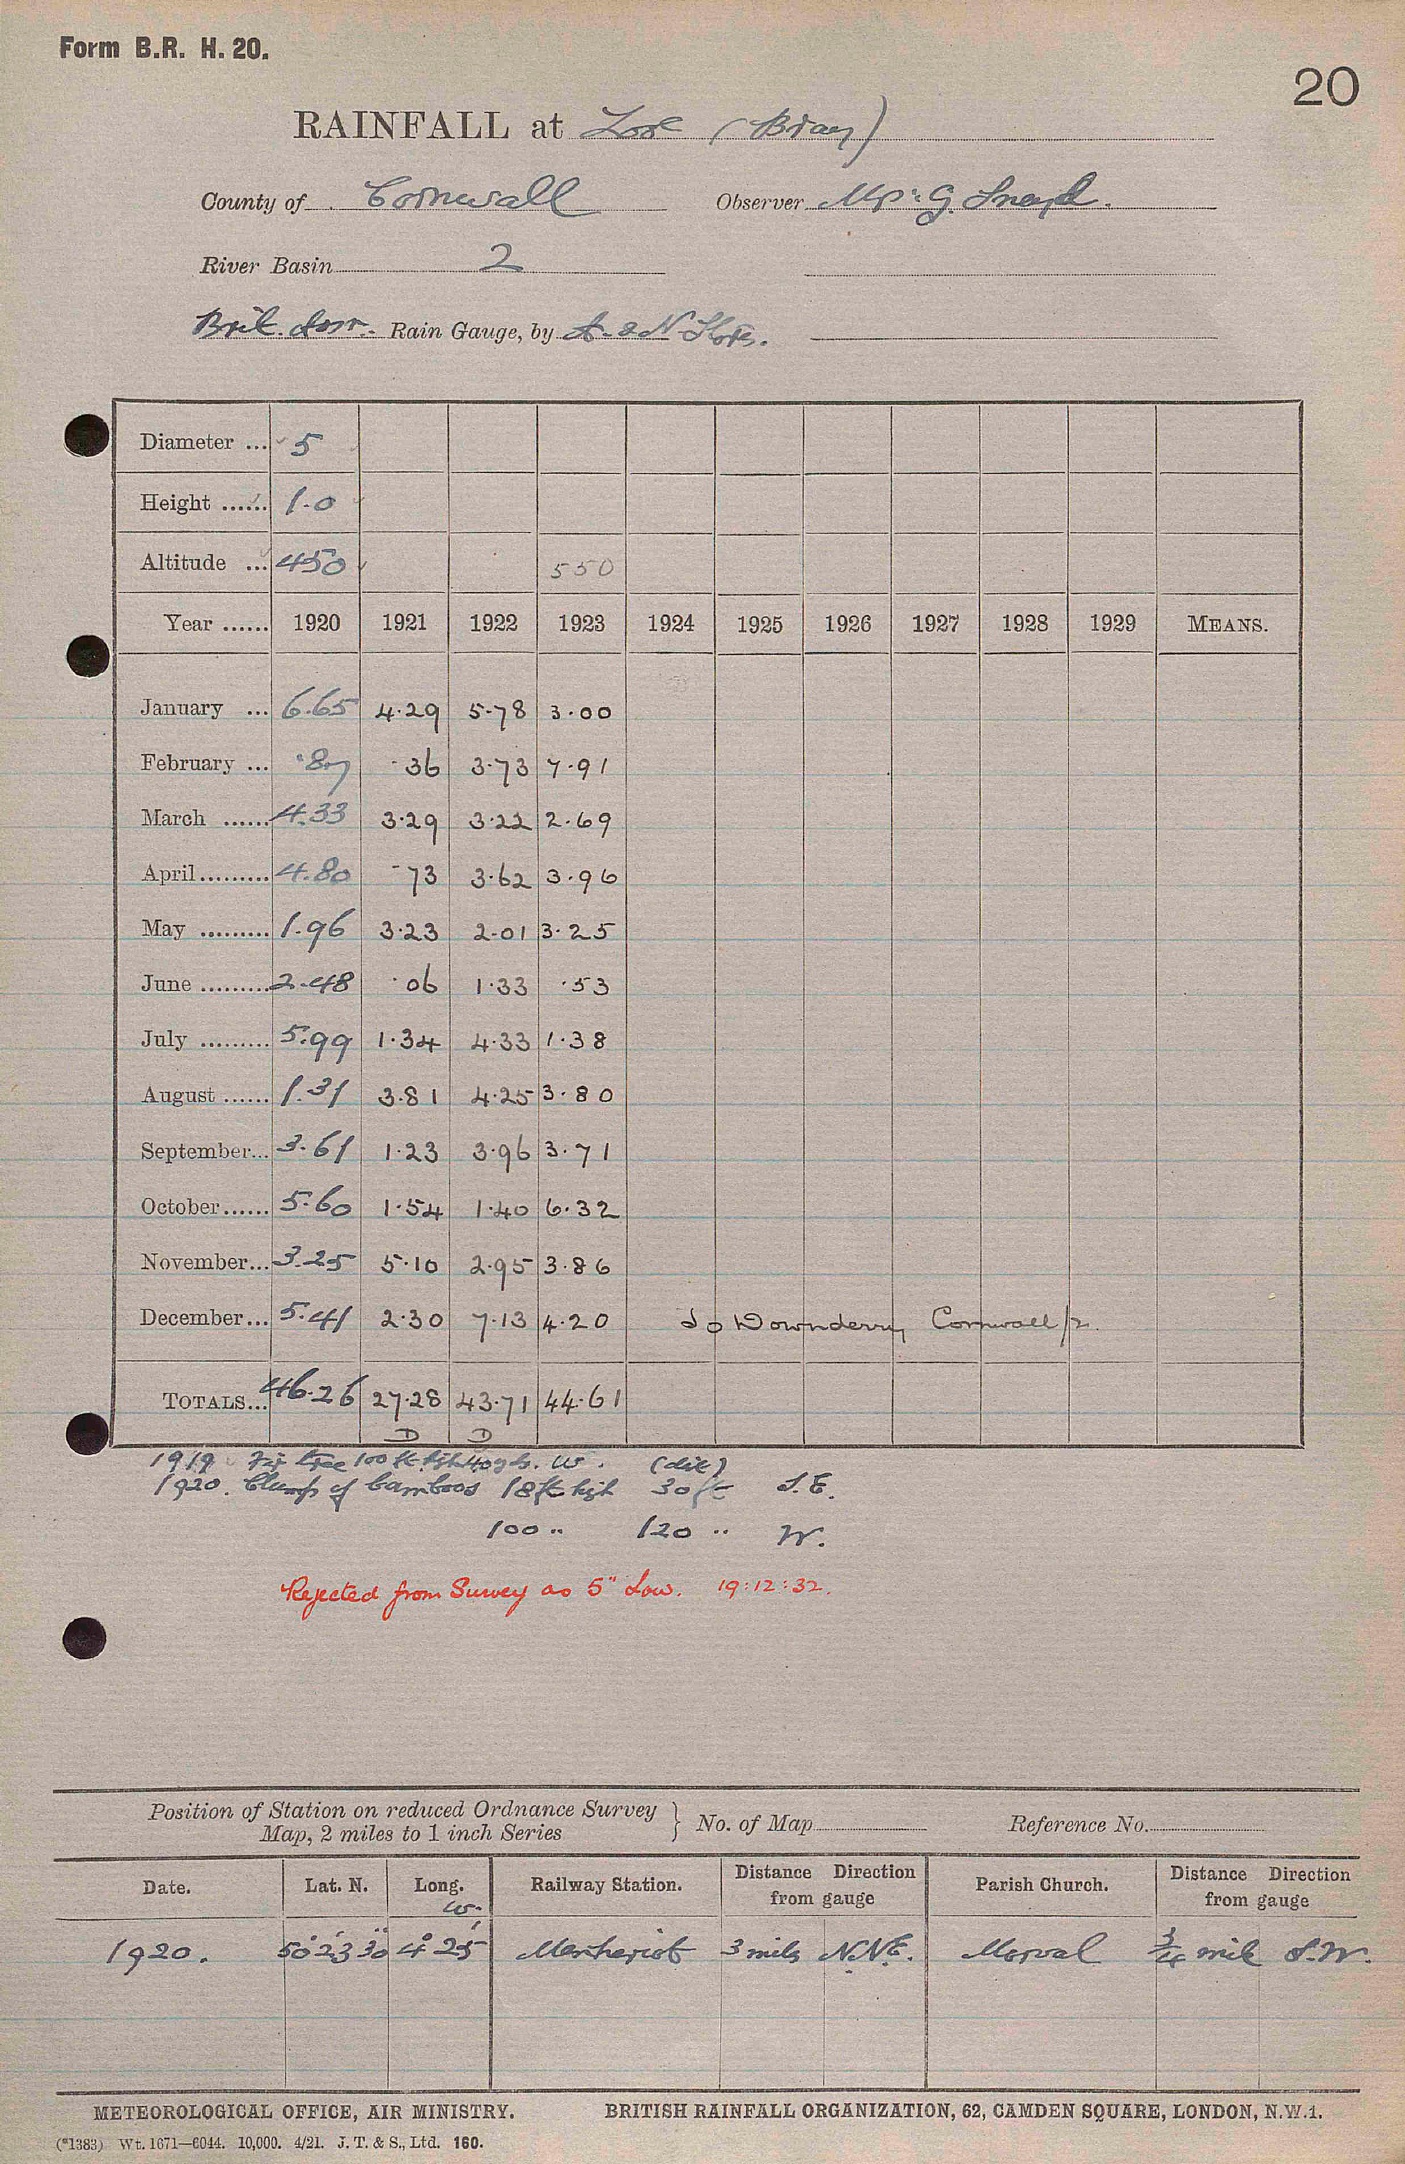 Form B.R. H. 20.
20
RAINFALL at Looe (Bray)
County of Cornwall Observer Mrs. G. Sneyd.
River Basin 2
Brit. Assn. Rain Gauge, by A. & N. Stores.
Diameter ... 5
Height ...... 1.0
Altitude ... 450 550
Year ...... 1920 1921 1922 1923 1924 1925 1926 1927 1928 1929 MEANS.
January ... 6.65 4.29 5.78 3.00
February ... .87 .36 3.73 7.91
March ...... 4.33 3.29 3.22 2.69
April ......... 4.80 .73 3.62 3.96
May ......... 1.96 3.23 2.01 3.25
June ......... 2.48 .06 1.33 .53
July ......... 5.99 1.34 4.33 1.38
August ...... 1.31 3.81 4.25 3.80
September... 3.61 1.23 3.96 3.71
October...... 5.60 1.54 1.40 6.32
November... 3.25 5.10 2.95 3.86
December... 5.41 2.30 7.13 4.20 To Downderry Cornwall/2.
TOTALS... 46.26 27.28 43.71 44.61
D D
1919 Fir tree 100 ft. high 40 yds. W.
1920. Clump of bamboos 18 ft high 30 ft S.E.
100 " 120 " W.
Rejected from Survey as 5" Low. 19:12:32.
Position of Station on reduced Ordnance Survey Map, 2 miles to 1 inch Series } No. of Map Reference No.
Date. Lat. N. Long. W. Railway Station. Distance Direction from gauge Parish Church. Distance Direction from gauge
1920. 50° 23' 30" 4° 25' Menheniot 3 miles N.N.E. Morval 3/4 mile S.W.
METEOROLOGICAL OFFICE, AIR MINISTRY. BRITISH RAINFALL ORGANIZATION, 62, CAMDEN SQUARE, LONDON, N.W.1.
(*1383) Wt. 1671—6044. 10,000. 4/21. J. T. & S., Ltd. 160.